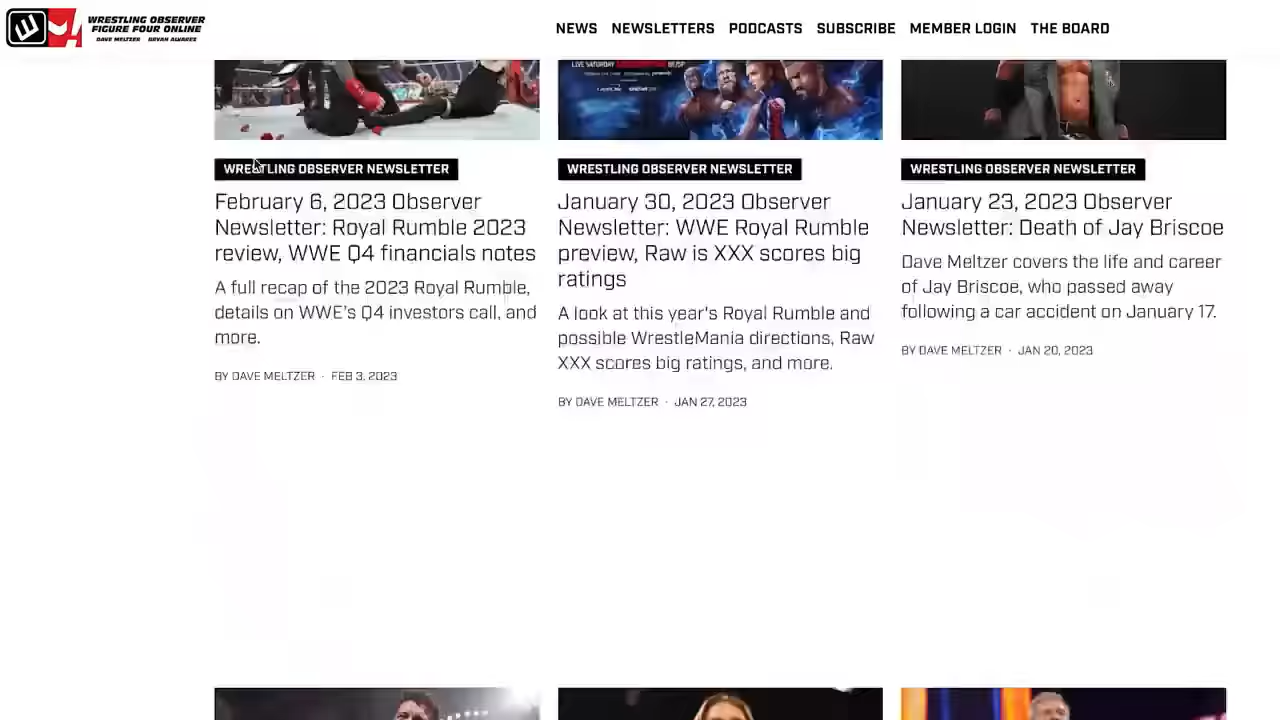 WRESTLING OBSERVER
FIGURE FOUR ONLINE
DAVE MELTZER BRYAN ALVAREZ
NEWS NEWSLETTERS PODCASTS SUBSCRIBE MEMBER LOGIN THE BOARD
WRESTLING OBSERVER NEWSLETTER
February 6, 2023 Observer
Newsletter: Royal Rumble 2023
review, WWE Q4 financials notes
A full recap of the 2023 Royal Rumble,
details on WWE's Q4 investors call, and
more.
BY DAVE MELTZER · FEB 3, 2023
LIVE SATURDAY
WRESTLING OBSERVER NEWSLETTER
January 30, 2023 Observer
Newsletter: WWE Royal Rumble
preview, Raw is XXX scores big
ratings
A look at this year's Royal Rumble and
possible WrestleMania directions, Raw
XXX scores big ratings, and more.
BY DAVE MELTZER · JAN 27, 2023
WRESTLING OBSERVER NEWSLETTER
January 23, 2023 Observer
Newsletter: Death of Jay Briscoe
Dave Meltzer covers the life and career
of Jay Briscoe, who passed away
following a car accident on January 17.
BY DAVE MELTZER · JAN 20, 2023